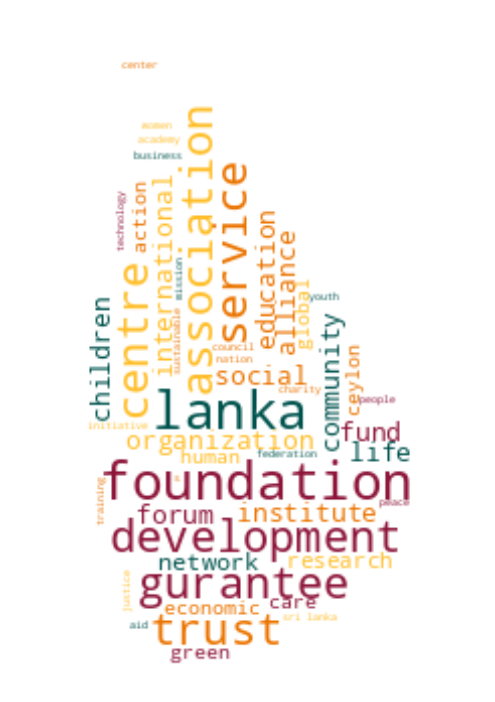 center
women
academy
business
association
service
technology
action
international
centre
mission
sustainable
education
alliance
global
youth
children
council
nation
social
charity
ceylon
people
community
lanka
initiative
organization
fund
life
human
federation
foundation
s
training
peace
forum
institute
development
network
research
gurantee
justice
care
economic
sri lanka
aid
trust
green